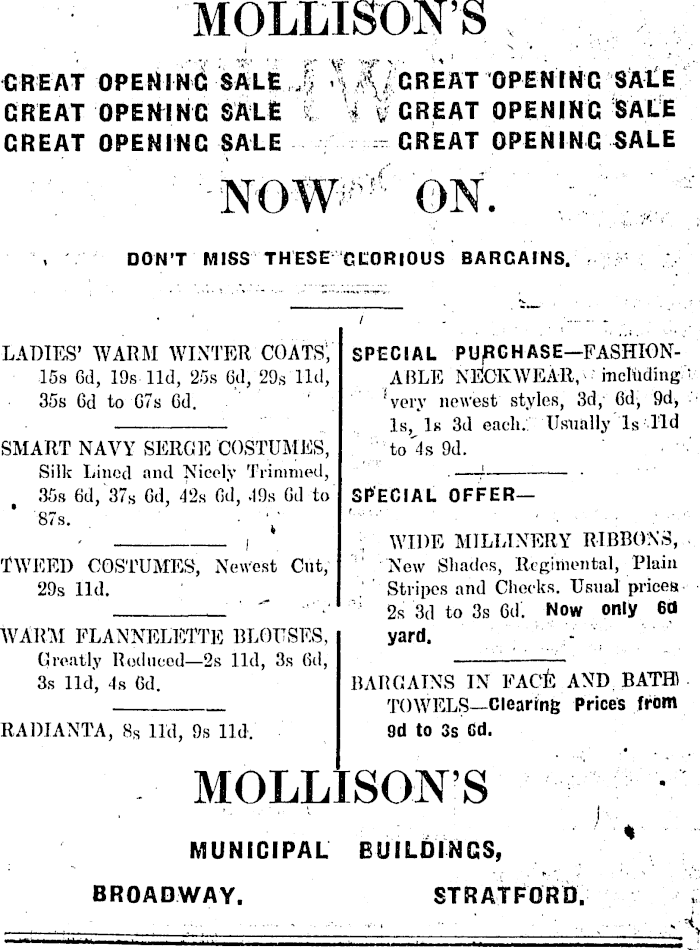 MOLLISON'S
GREAT OPENING SALE GREAT OPENING SALE
GREAT OPENING SALE GREAT OPENING SALE
GREAT OPENING SALE GREAT OPENING SALE
NOW ON.
DON'T MISS THESE GLORIOUS BARGAINS.
LADIES' WARM WINTER COATS,
15s 6d, 19s 11d, 25s 6d, 29s 11d,
35s 6d to 67s 6d.
SMART NAVY SERGE COSTUMES,
Silk Lined and Nicely Trimmed,
35s 6d, 37s 6d, 42s 6d, 49s 6d to
87s.
TWEED COSTUMES, Newest Cut,
29s 11d.
WARM FLANNELETTE BLOUSES,
Greatly Reduced—2s 11d, 3s 6d,
3s 11d, 4s 6d.
RADIANTA, 8s 11d, 9s 11d.
SPECIAL PURCHASE—FASHION-
ABLE NECKWEAR, including
very newest styles, 3d, 6d, 9d,
1s, 1s 3d each. Usually 1s 11d
to 4s 9d.
SPECIAL OFFER—
WIDE MILLINERY RIBBONS,
New Shades, Regimental, Plain
Stripes and Checks. Usual prices
2s 3d to 3s 6d. Now only 6d
yard.
BARGAINS IN FACE AND BATH
TOWELS—Clearing Prices from
9d to 3s 6d.
MOLLISON'S
MUNICIPAL BUILDINGS,
BROADWAY. STRATFORD.